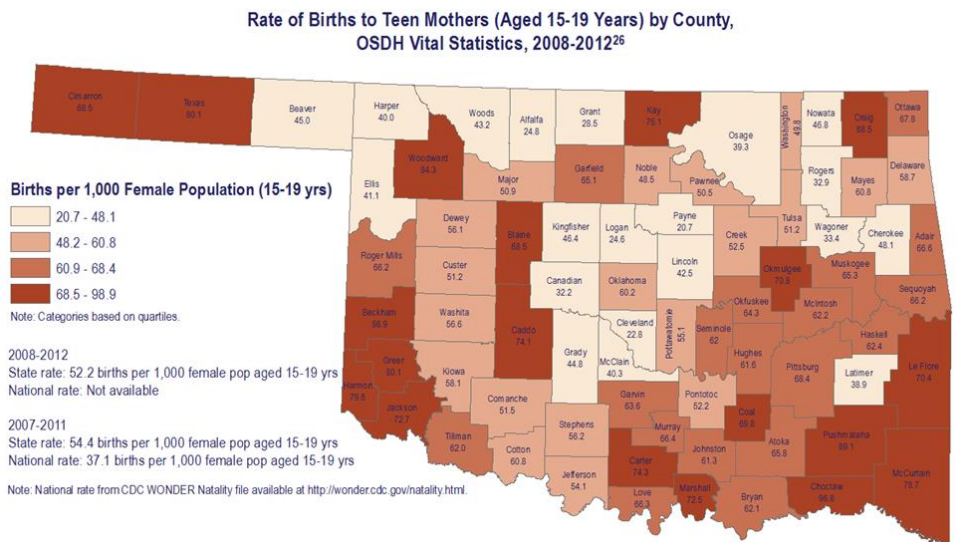 Rate of Births to Teen Mothers (Aged 15-19 Years) by County,
OSDH Vital Statistics, 2008-2012²⁶
Cimarron
68.5
Texas
80.1
Beaver
45.0
Harper
40.0
Woods
43.2
Alfalfa
24.8
Grant
28.5
Kay
75.1
Osage
39.3
Washington
49.8
Nowata
46.8
Craig
68.5
Ottawa
67.8
Woodward
84.3
Ellis
41.1
Major
50.9
Garfield
65.1
Noble
48.5
Pawnee
50.5
Rogers
32.9
Mayes
60.8
Delaware
58.7
Births per 1,000 Female Population (15-19 yrs)
20.7 - 48.1
48.2 - 60.8
60.9 - 68.4
68.5 - 98.9
Note: Categories based on quartiles.
Dewey
56.1
Blaine
68.5
Kingfisher
46.4
Logan
24.6
Payne
20.7
Creek
52.5
Tulsa
51.2
Wagoner
33.4
Cherokee
48.1
Adair
66.6
Roger Mills
66.2
Custer
51.2
Canadian
32.2
Oklahoma
60.2
Lincoln
42.5
Okmulgee
Muskogee
65.3
Sequoyah
66.2
Beckham
Washita
56.6
Caddo
74.1
Grady
44.8
Cleveland
22.8
McClain
40.3
Pottawatomie
55.1
Seminole
62
Okfuskee
64.3
McIntosh
62.2
Haskell
62.4
Hughes
61.6
Pittsburg
68.4
Latimer
38.9
Le Flore
70.4
2008-2012
State rate: 52.2 births per 1,000 female pop aged 15-19 yrs
National rate: Not available
2007-2011
State rate: 54.4 births per 1,000 female pop aged 15-19 yrs
National rate: 37.1 births per 1,000 female pop aged 15-19 yrs
Note: National rate from CDC WONDER Natality file available at http://wonder.cdc.gov/natality.html.
Greer
80.1
Harmon
Jackson
72.7
Kiowa
58.1
Comanche
51.5
Tillman
62.0
Cotton
60.8
Stephens
56.2
Jefferson
54.1
Garvin
63.6
Murray
66.4
Carter
74.3
Love
66.3
Marshall
Pontotoc
52.2
Johnston
61.3
Coal
69.8
Atoka
65.8
Bryan
62.1
Pushmataha
Choctaw
McCurtain